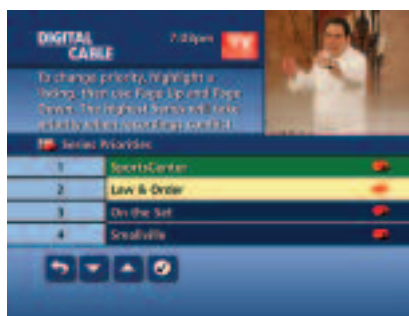 DIGITAL
CABLE
7:00pm
TV
To change priority, highlight a
listing, then use Page Up and Page
Down. The highest items will take
priority when recordings conflict.
Series Priorities
1 SportsCenter
2 Law & Order
3 On the Set
4 Smallville